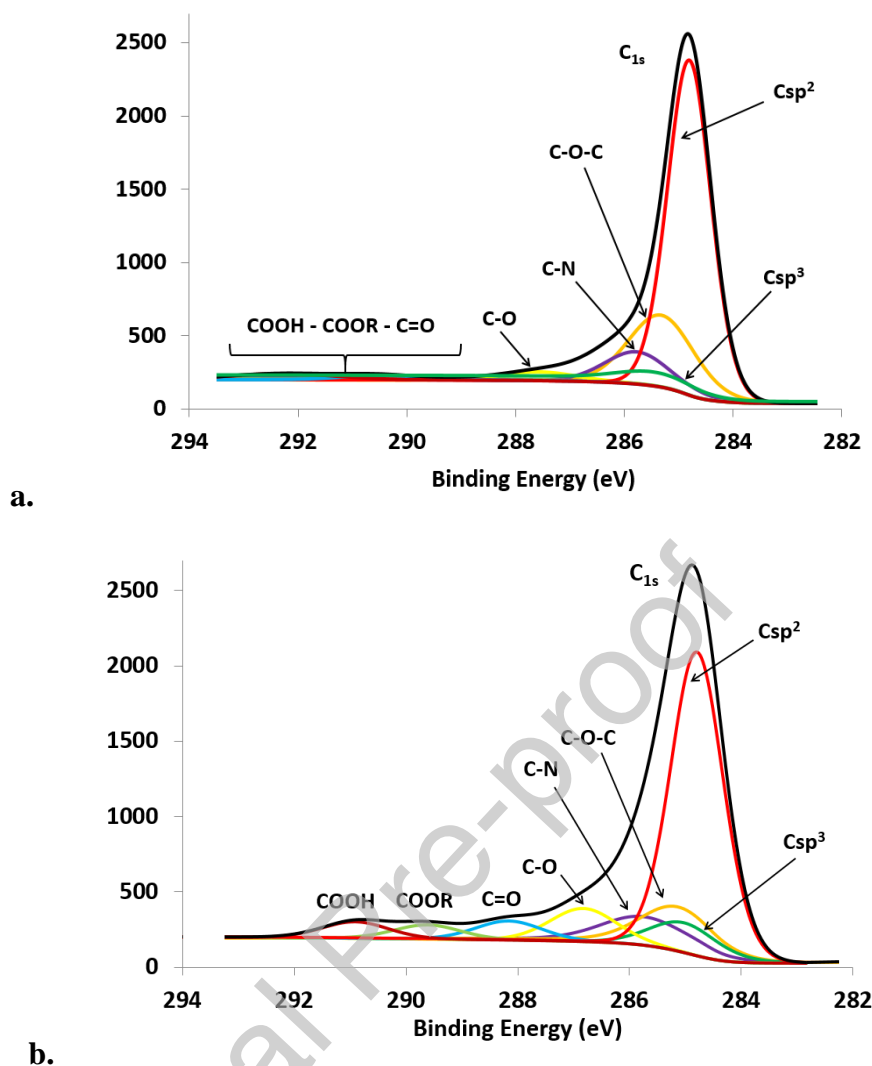 2500
C1s
Csp2
2000
C-O-C
1500
C-N
Csp3
1000
COOH - COOR - C=O
C-O
500
0
294 292 290 288 286 284 282
Binding Energy (eV)
a.
2500
C1s
Csp2
2000
C-O-C
1500
C-N
1000
Csp3
C-O
500
COOH COOR C=O
0
294 292 290 288 286 284 282
Binding Energy (eV)
b.
al Pre-proof